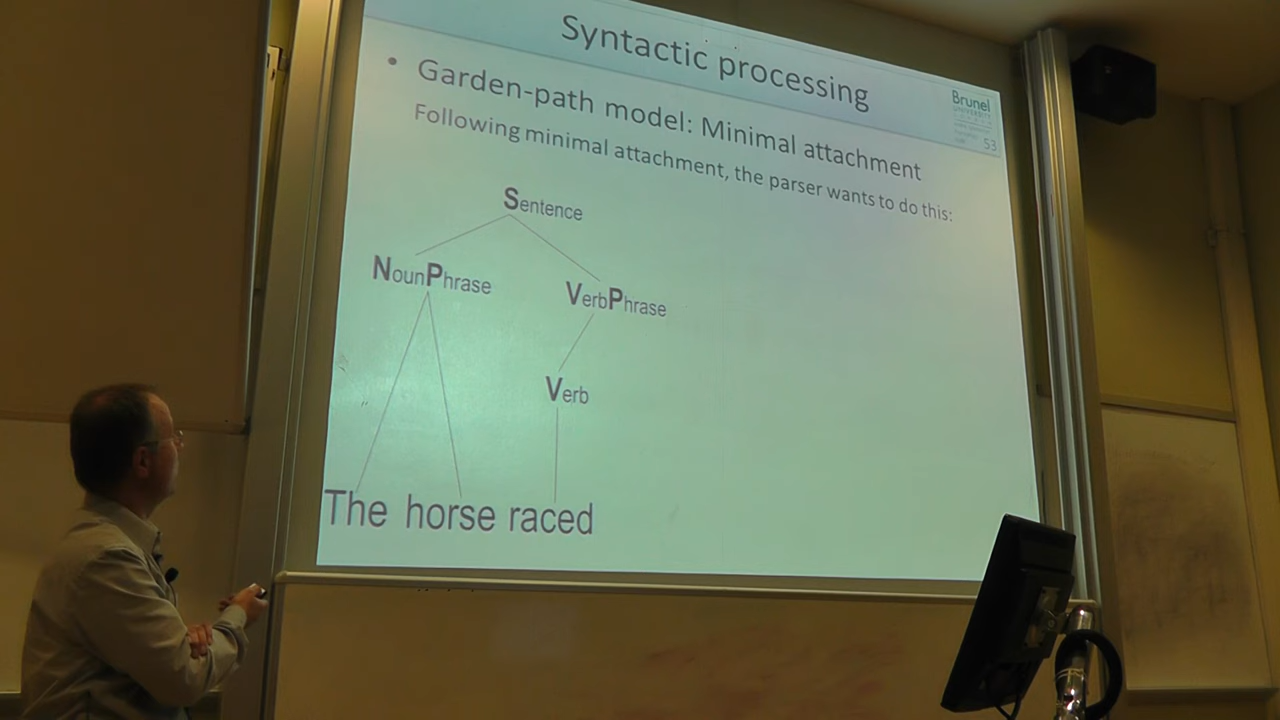 Syntactic processing
Brunel
UNIVERSITY
53
• Garden-path model: Minimal attachment
Following minimal attachment, the parser wants to do this:
Sentence
NounPhrase
VerbPhrase
Verb
The horse raced